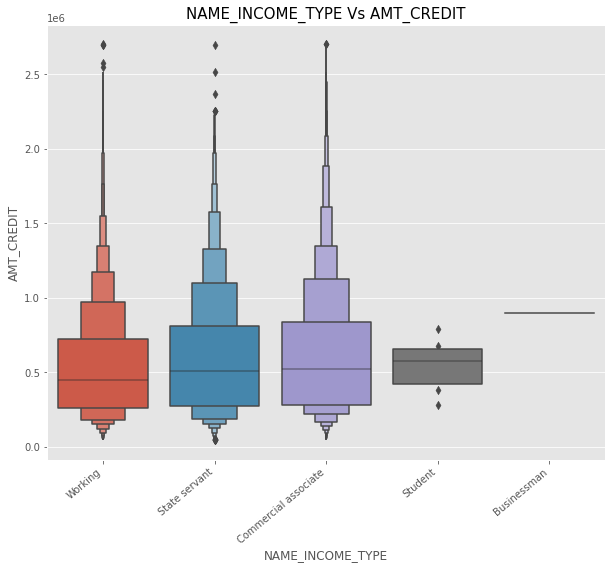 NAME_INCOME_TYPE Vs AMT_CREDIT
1e6
2.5
2.0
1.5
1.0
0.5
0.0
AMT_CREDIT
Working
State servant
Commercial associate
Student
Businessman
NAME_INCOME_TYPE